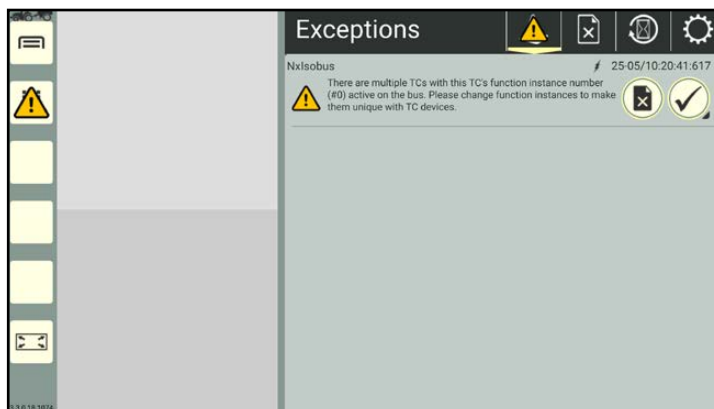 Exceptions
NxIsobus
25-05/10:20:41:617
There are multiple TCs with this TC's function instance number
(#0) active on the bus. Please change function instances to make
them unique with TC devices.